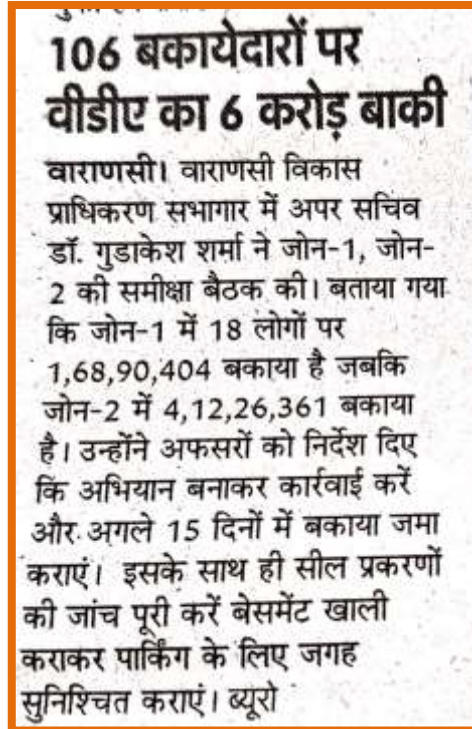 106 बकायेदारों पर
वीडीए का 6 करोड़ बाकी
वाराणसी। वाराणसी विकास
प्राधिकरण सभागार में अपर सचिव
डॉ. गुडाकेश शर्मा ने जोन-1, जोन-
2 की समीक्षा बैठक की। बताया गया
कि जोन-1 में 18 लोगों पर
1,68,90,404 बकाया है जबकि
जोन-2 में 4,12,26,361 बकाया
है। उन्होंने अफसरों को निर्देश दिए
कि अभियान बनाकर कार्रवाई करें
और अगले 15 दिनों में बकाया जमा
कराएं। इसके साथ ही सील प्रकरणों
की जांच पूरी करें बेसमेंट खाली
कराकर पार्किंग के लिए जगह
सुनिश्चित कराएं। ब्यूरो